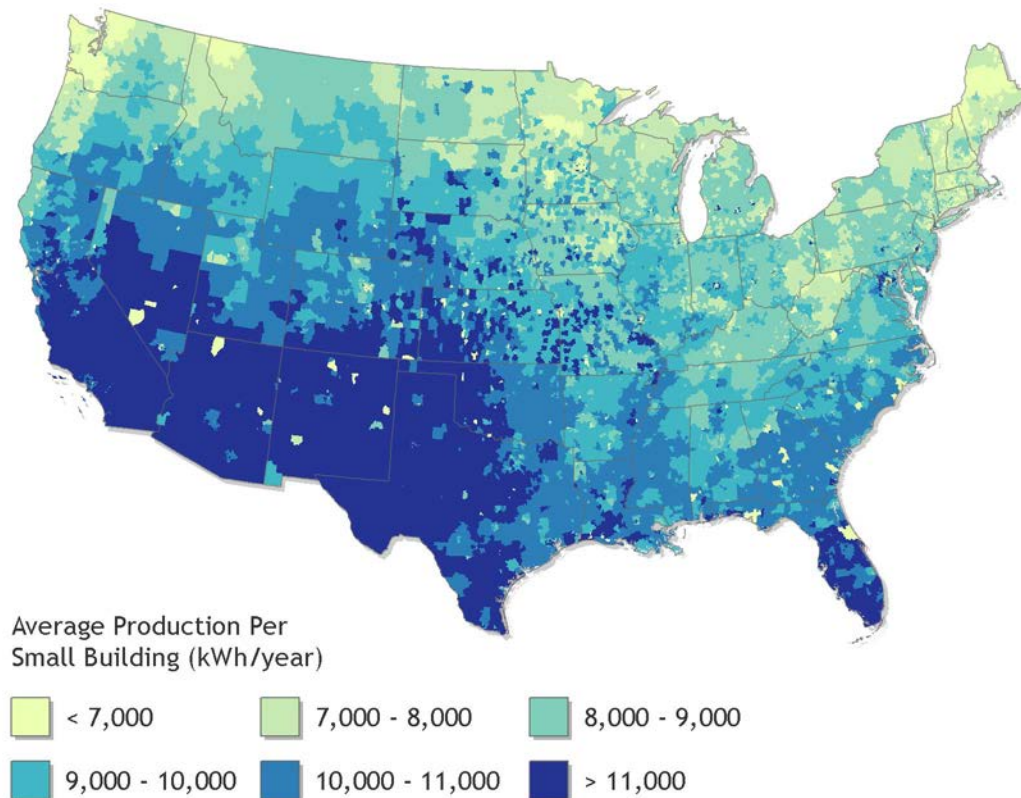 Average Production Per
Small Building (kWh/year)
< 7,000
7,000 - 8,000
8,000 - 9,000
9,000 - 10,000
10,000 - 11,000
> 11,000